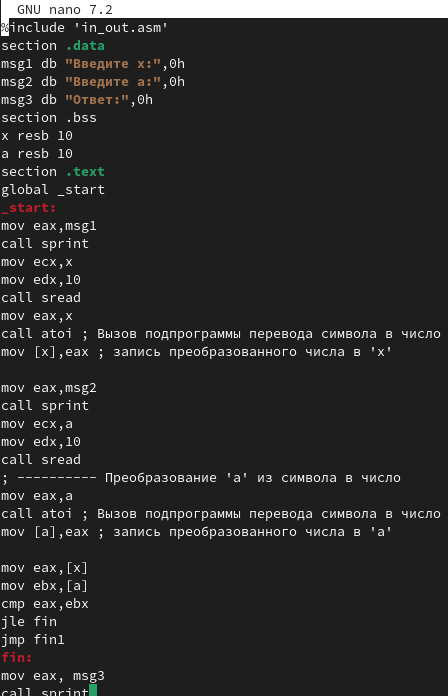 GNU nano 7.2
%include 'in_out.asm'
section .data
msg1 db "Введите x:",0h
msg2 db "Введите a:",0h
msg3 db "Ответ:",0h
section .bss
x resb 10
a resb 10
section .text
global _start
_start:
mov eax,msg1
call sprint
mov ecx,x
mov edx,10
call sread
mov eax,x
call atoi ; Вызов подпрограммы перевода символа в число
mov [x],eax ; запись преобразованного числа в 'x'

mov eax,msg2
call sprint
mov ecx,a
mov edx,10
call sread
; ---------- Преобразование 'a' из символа в число
mov eax,a
call atoi ; Вызов подпрограммы перевода символа в число
mov [a],eax ; запись преобразованного числа в 'a'

mov eax,[x]
mov ebx,[a]
cmp eax,ebx
jle fin
jmp fin1
fin:
mov eax, msg3
call sprint